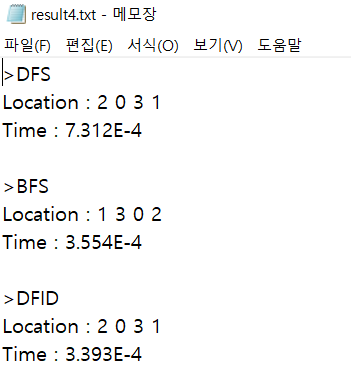 result4.txt - 메모장
파일(F) 편집(E) 서식(O) 보기(V) 도움말
>DFS
Location : 2 0 3 1
Time : 7.312E-4
>BFS
Location : 1 3 0 2
Time : 3.554E-4
>DFID
Location : 2 0 3 1
Time : 3.393E-4